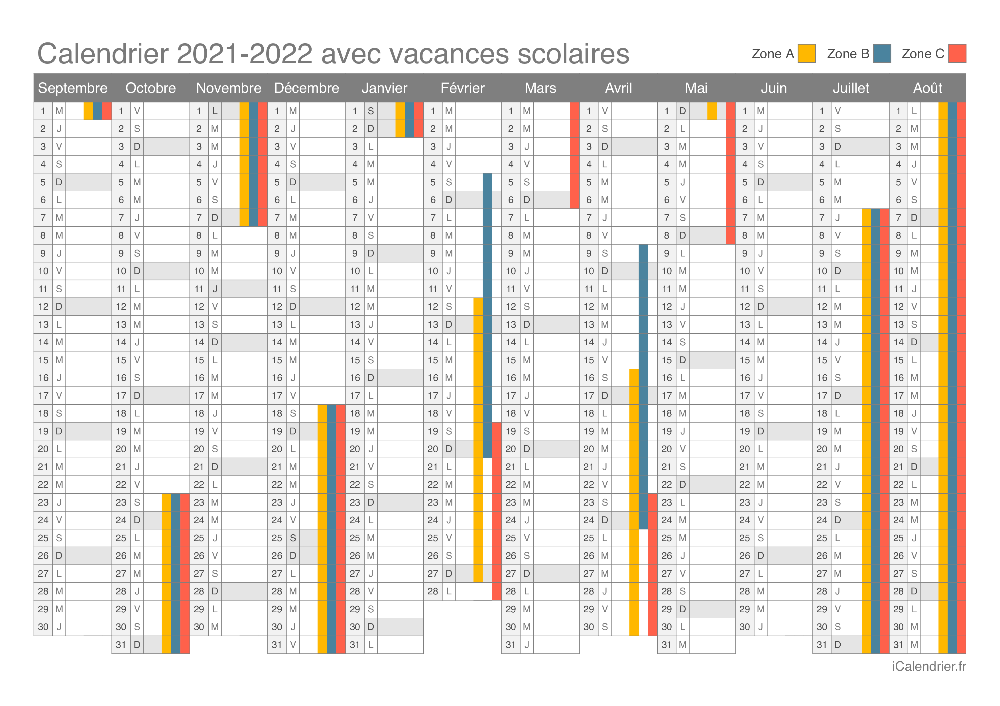 Calendrier 2021-2022 avec vacances scolaires
Zone A Zone B Zone C
Septembre Octobre Novembre Décembre Janvier Février Mars Avril Mai Juin Juillet Août
1 M 1 V 1 L 1 M 1 S 1 M 1 M 1 V 1 D 1 M 1 V 1 L
2 J 2 S 2 M 2 J 2 D 2 M 2 M 2 S 2 L 2 J 2 S 2 M
3 V 3 D 3 M 3 V 3 L 3 J 3 J 3 D 3 M 3 V 3 D 3 M
4 S 4 L 4 J 4 S 4 M 4 V 4 V 4 L 4 M 4 S 4 L 4 J
5 D 5 M 5 V 5 D 5 M 5 S 5 S 5 M 5 J 5 D 5 M 5 V
6 L 6 M 6 S 6 L 6 J 6 D 6 D 6 M 6 V 6 L 6 M 6 S
7 M 7 J 7 D 7 M 7 V 7 L 7 L 7 J 7 S 7 M 7 J 7 D
8 M 8 V 8 L 8 M 8 S 8 M 8 M 8 V 8 D 8 M 8 V 8 L
9 J 9 S 9 M 9 J 9 D 9 M 9 M 9 S 9 L 9 J 9 S 9 M
10 V 10 D 10 M 10 V 10 L 10 J 10 J 10 D 10 M 10 V 10 D 10 M
11 S 11 L 11 J 11 S 11 M 11 V 11 V 11 L 11 M 11 S 11 L 11 J
12 D 12 M 12 V 12 D 12 M 12 S 12 S 12 M 12 J 12 D 12 M 12 V
13 L 13 M 13 S 13 L 13 J 13 D 13 D 13 M 13 V 13 L 13 M 13 S
14 M 14 J 14 D 14 M 14 V 14 L 14 L 14 J 14 S 14 M 14 J 14 D
15 M 15 V 15 L 15 M 15 S 15 M 15 M 15 V 15 D 15 M 15 V 15 L
16 J 16 S 16 M 16 J 16 D 16 M 16 M 16 S 16 L 16 J 16 S 16 M
17 V 17 D 17 M 17 V 17 L 17 J 17 J 17 D 17 M 17 V 17 D 17 M
18 S 18 L 18 J 18 S 18 M 18 V 18 V 18 L 18 M 18 S 18 L 18 J
19 D 19 M 19 V 19 D 19 M 19 S 19 S 19 M 19 J 19 D 19 M 19 V
20 L 20 M 20 S 20 L 20 J 20 D 20 D 20 M 20 V 20 L 20 M 20 S
21 M 21 J 21 D 21 M 21 V 21 L 21 L 21 J 21 S 21 M 21 J 21 D
22 M 22 V 22 L 22 M 22 S 22 M 22 M 22 V 22 D 22 M 22 V 22 L
23 J 23 S 23 M 23 J 23 D 23 M 23 M 23 S 23 L 23 J 23 S 23 M
24 V 24 D 24 M 24 V 24 L 24 J 24 J 24 D 24 M 24 V 24 D 24 M
25 S 25 L 25 J 25 S 25 M 25 V 25 V 25 L 25 M 25 S 25 L 25 J
26 D 26 M 26 V 26 D 26 M 26 S 26 S 26 M 26 J 26 D 26 M 26 V
27 L 27 M 27 S 27 L 27 J 27 D 27 D 27 M 27 V 27 L 27 M 27 S
28 M 28 J 28 D 28 M 28 V 28 L 28 L 28 J 28 S 28 M 28 J 28 D
29 M 29 V 29 L 29 M 29 S 29 M 29 V 29 D 29 M 29 V 29 L
30 J 30 S 30 M 30 J 30 D 30 M 30 S 30 L 30 J 30 S 30 M
31 D 31 V 31 L 31 J 31 M 31 D 31 M
iCalendrier.fr